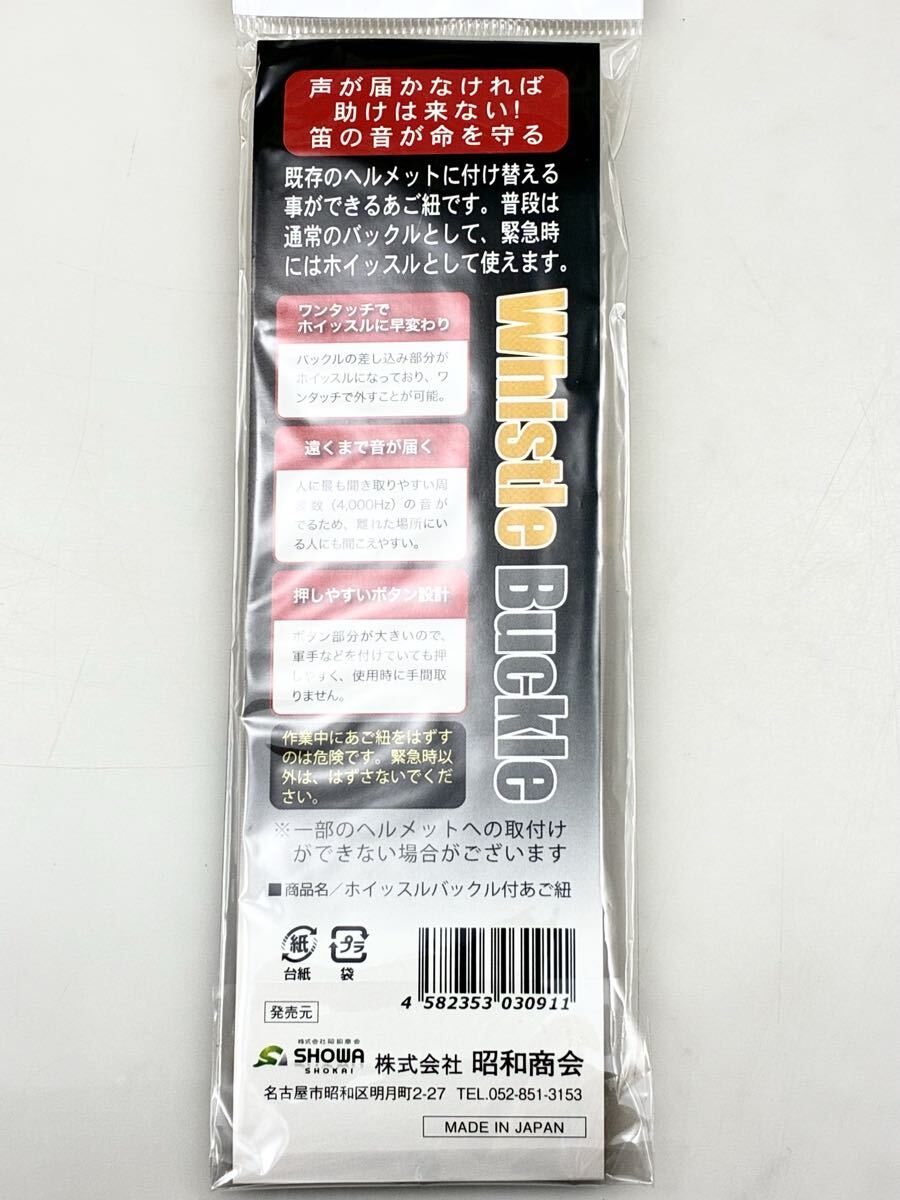 声が届かなければ
助けは来ない!
笛の音が命を守る
既存のヘルメットに付け替える
事ができるあご紐です。普段は
通常のバックルとして、緊急時
にはホイッスルとして使えます。
Whistle Buckle
ワンタッチで
ホイッスルに早変わり
バックルの差し込み部分が
ホイッスルになっており、ワ
ンタッチで外すことが可能。
遠くまで音が届く
人に最も聞き取りやすい周
波数（4,000Hz）の音が
でるため、離れた場所にい
る人にも聞こえやすい。
押しやすいボタン設計
ボタン部分が大きいので、
軍手などを付けていても押
しやすく、使用時に手間取
りません。
作業中にあご紐をはずす
のは危険です。緊急時以
外は、はずさないでくだ
さい。
※一部のヘルメットへの取付け
ができない場合がございます
■商品名／ホイッスルバックル付あご紐
紙
台紙
プラ
袋
4 582353 030911
発売元
株式会社昭和商会
SHOWA
SHOKAI
株式会社 昭和商会
名古屋市昭和区明月町2-27 TEL.052-851-3153
MADE IN JAPAN